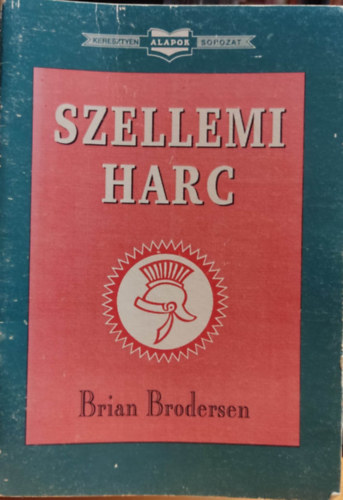 KERESZTYÉN ALAPOK SOROZAT
SZELLEMI
HARC
Brian Brodersen